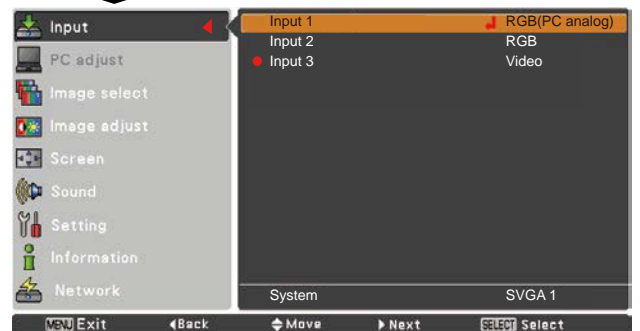 Input
PC adjust
Image select
Image adjust
Screen
Sound
Setting
Information
Network
Input 1 RGB(PC analog)
Input 2 RGB
Input 3 Video
System SVGA 1
MENU Exit Back Move Next SELECT Select